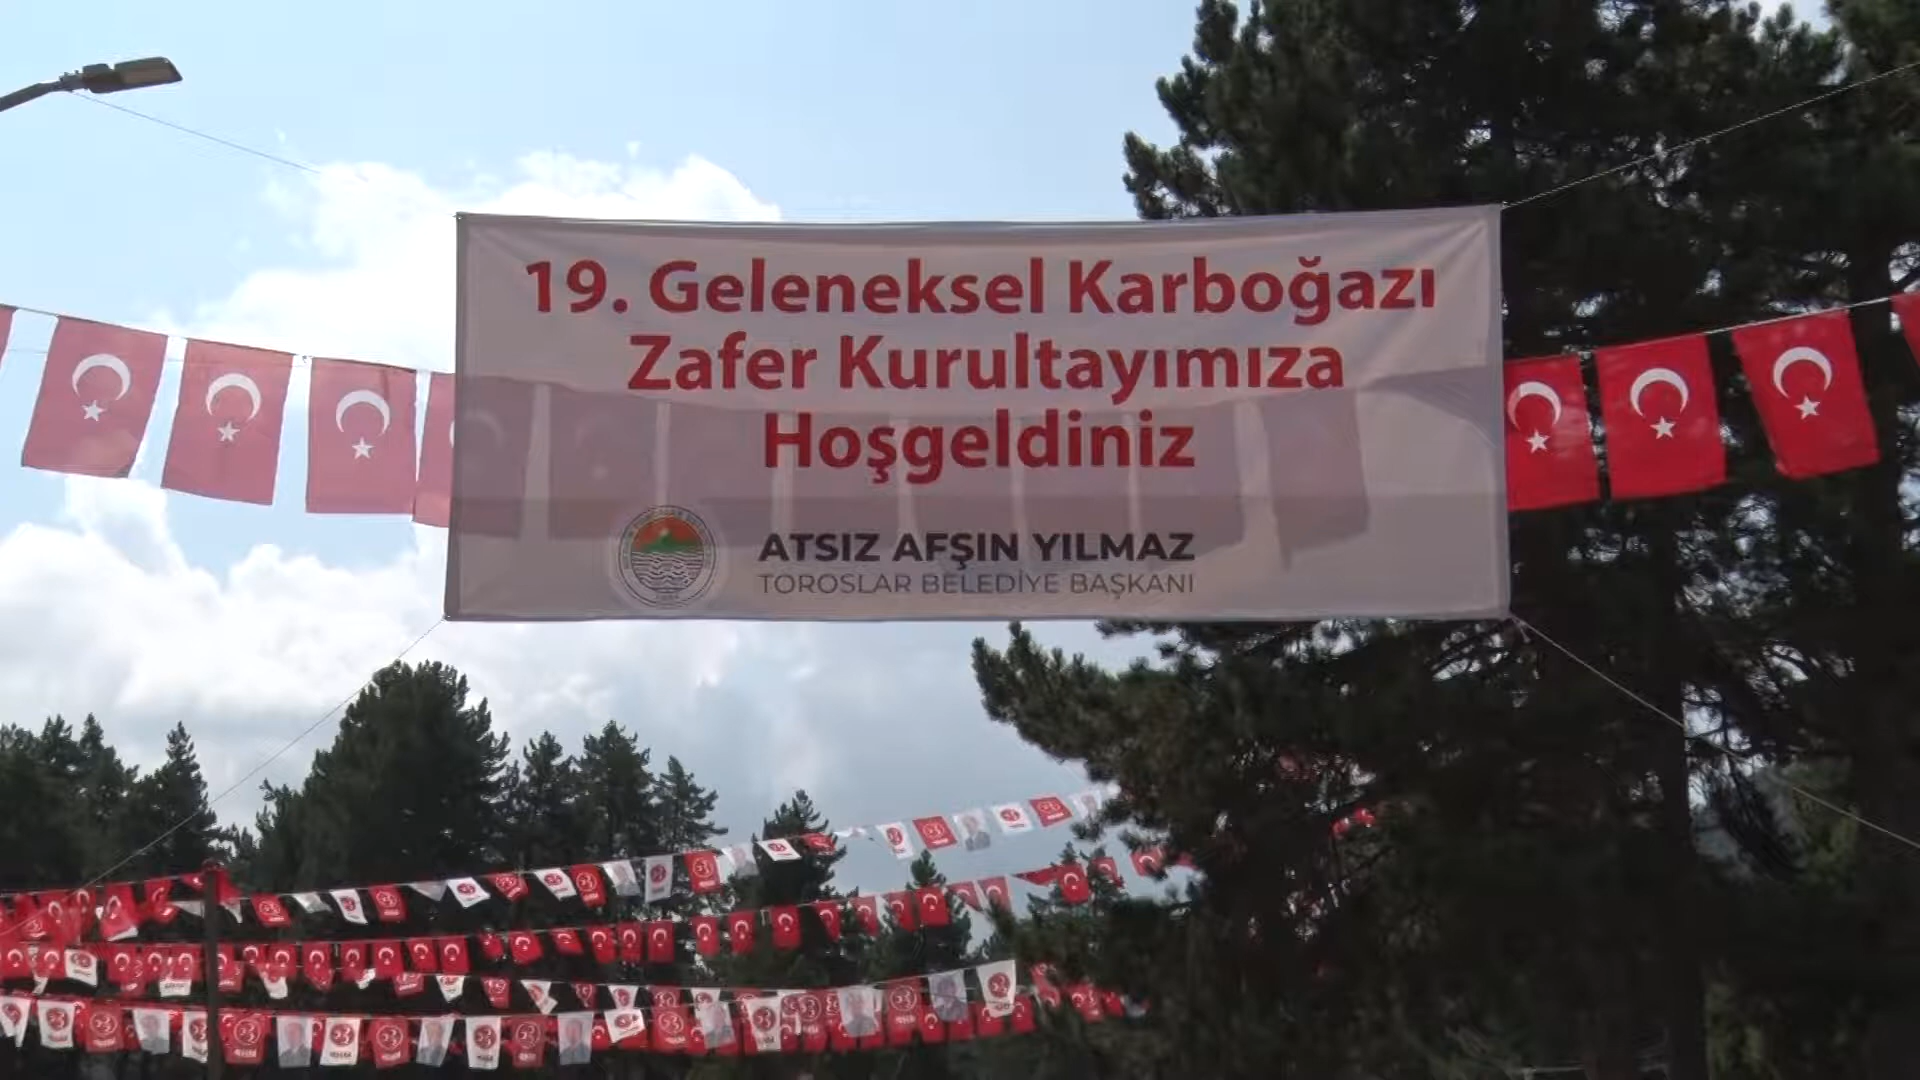 19. Geleneksel Karboğazı
Zafer Kurultayımıza
Hoşgeldiniz
ATSIZ AFŞIN YILMAZ
TOROSLAR BELEDİYE BAŞKANI